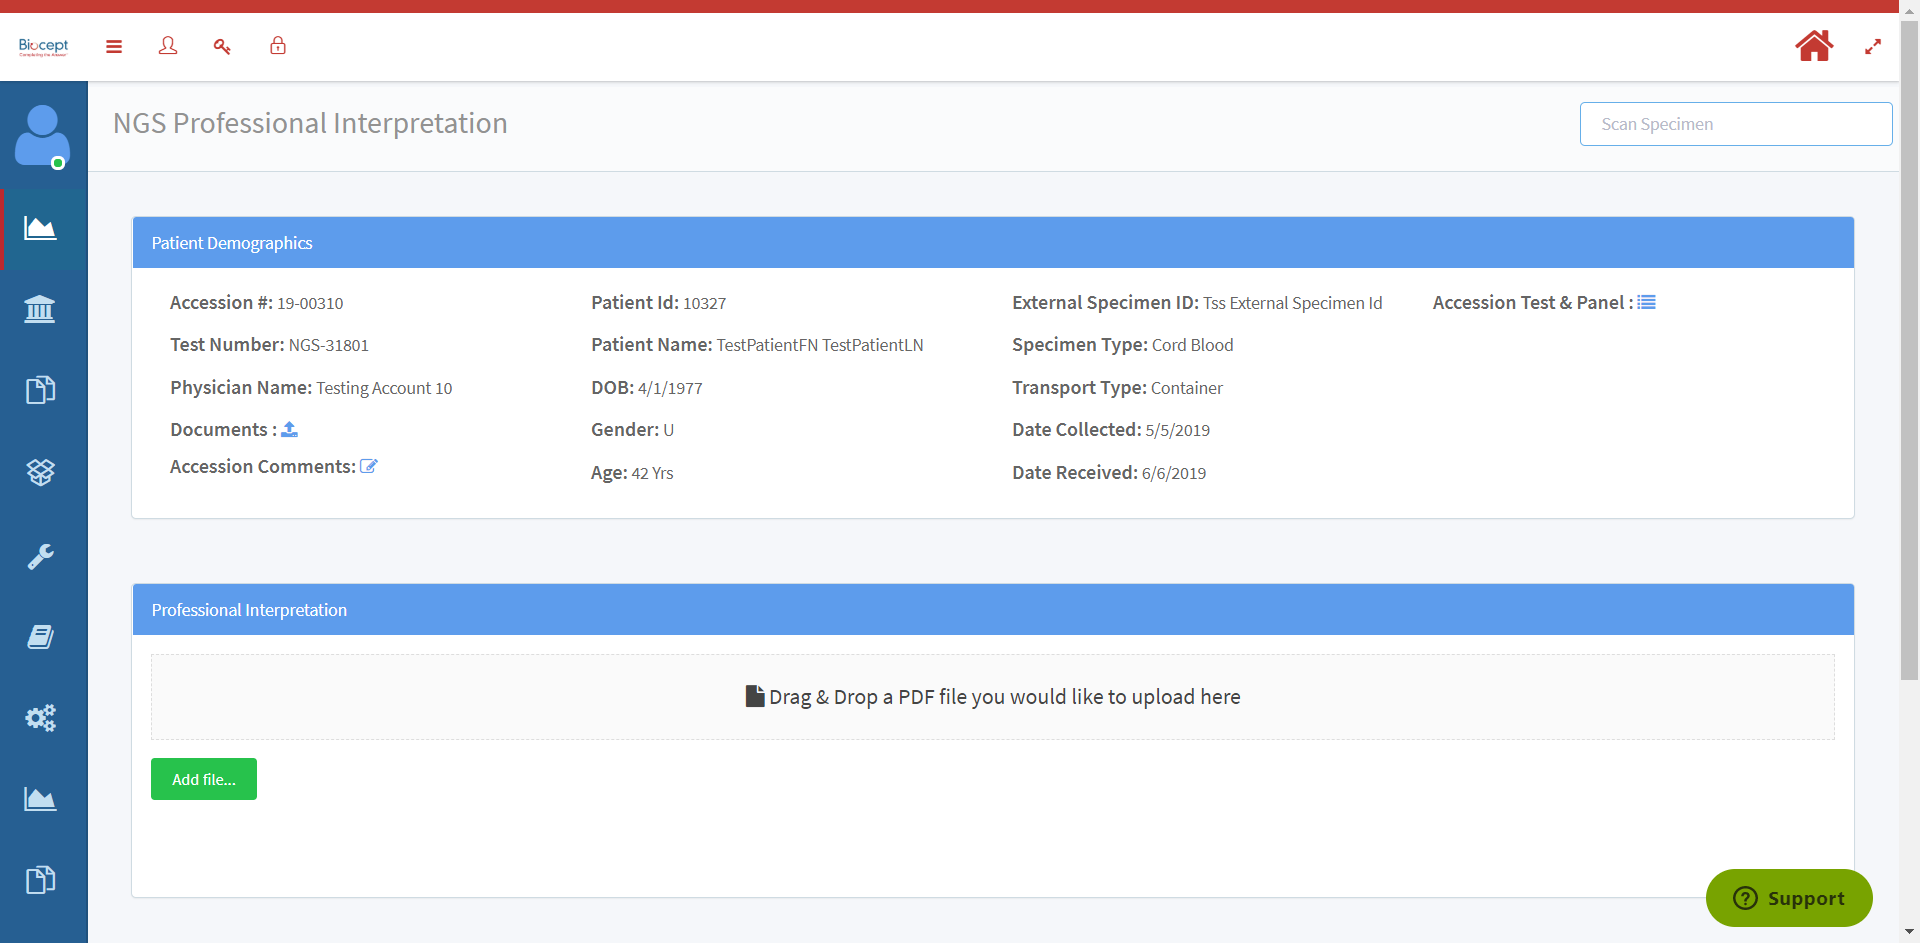 Biocept
NGS Professional Interpretation
Scan Specimen
Patient Demographics
Accession #: 19-00310
Patient Id: 10327
External Specimen ID: Tss External Specimen Id
Accession Test & Panel :
Test Number: NGS-31801
Patient Name: TestPatientFN TestPatientLN
Specimen Type: Cord Blood
Physician Name: Testing Account 10
DOB: 4/1/1977
Transport Type: Container
Documents :
Gender: U
Date Collected: 5/5/2019
Accession Comments:
Age: 42 Yrs
Date Received: 6/6/2019
Professional Interpretation
Drag & Drop a PDF file you would like to upload here
Add file...
Support